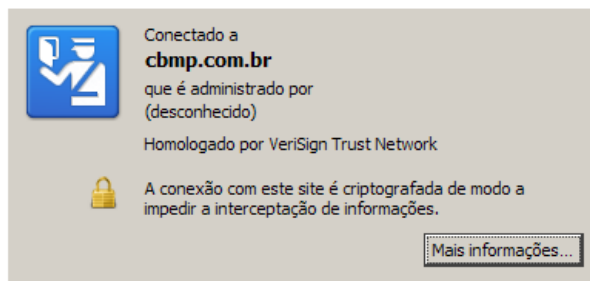 Conectado a
cbmp.com.br
que é administrado por
(desconhecido)
Homologado por VeriSign Trust Network
A conexão com este site é criptografada de modo a
impedir a interceptação de informações.
Mais informações...